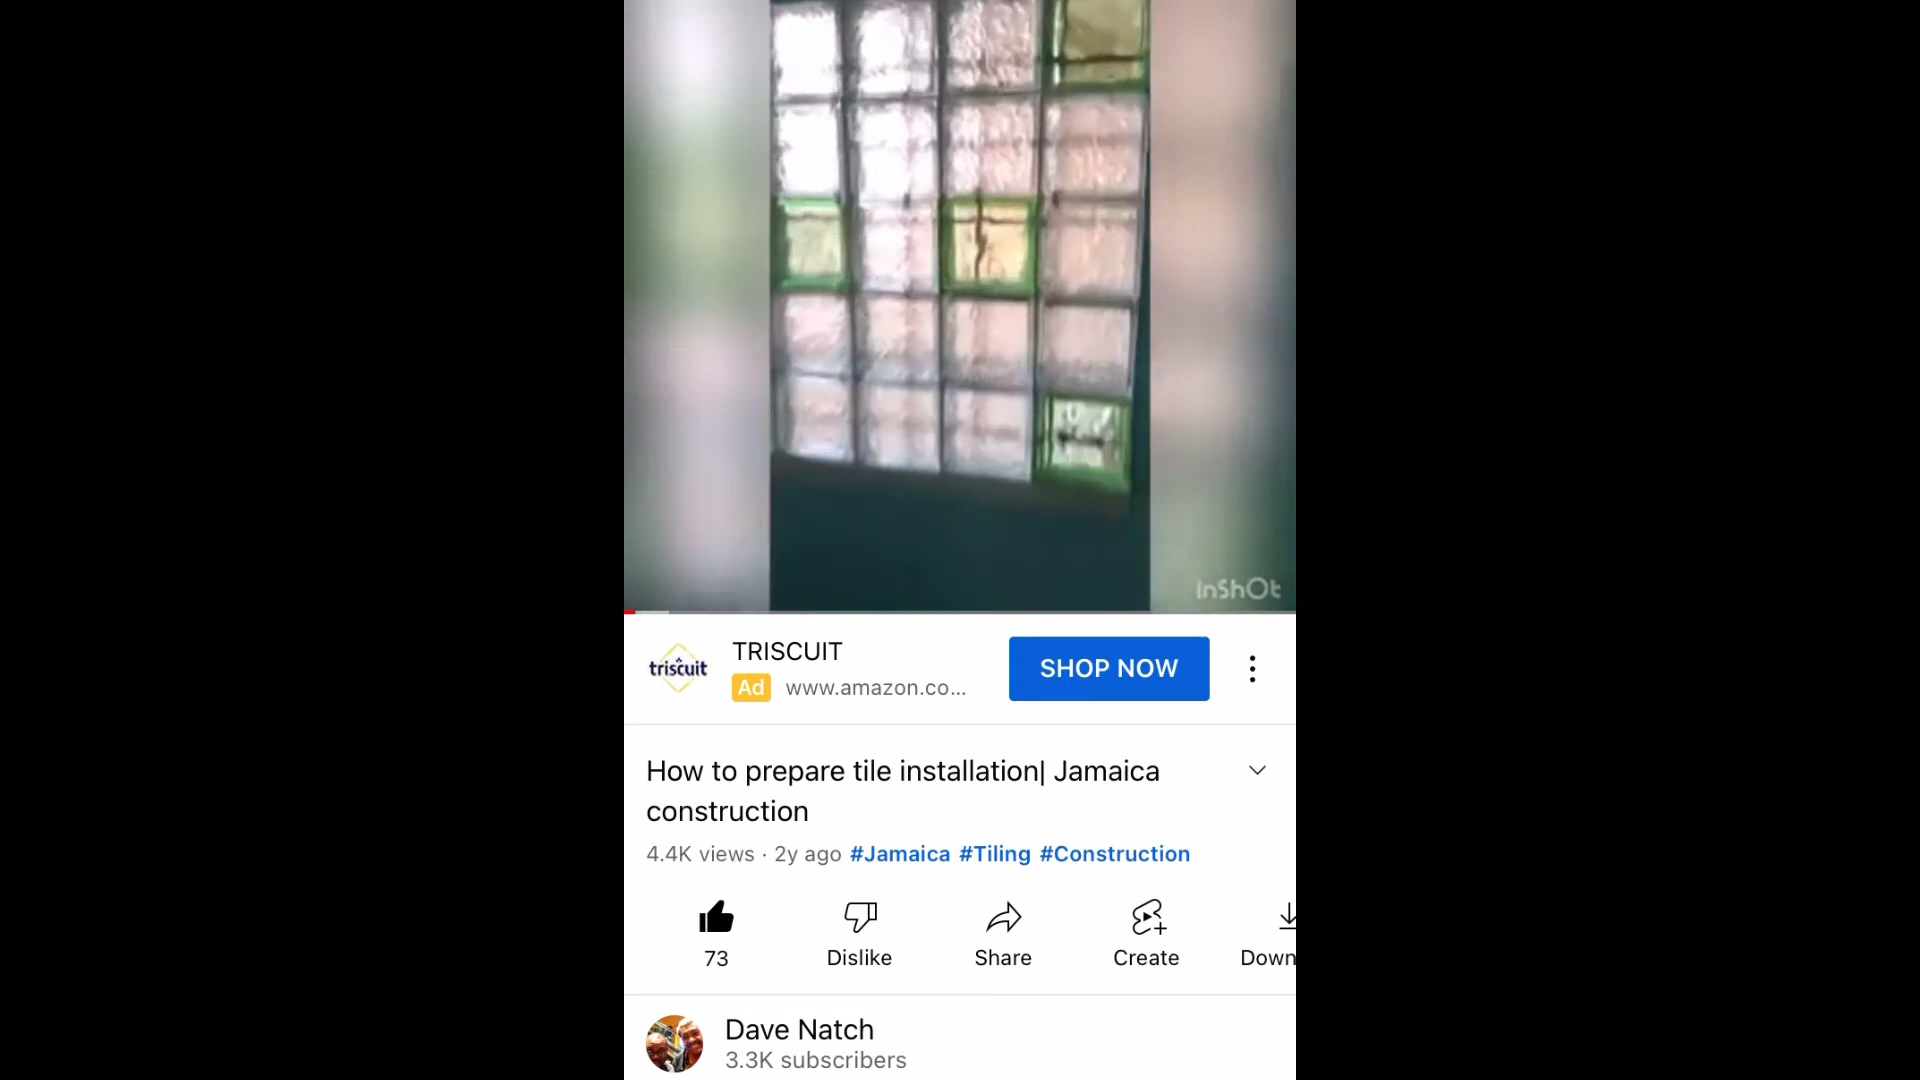 InShOt
triscuit
TRISCUIT
Ad www.amazon.co...
SHOP NOW
How to prepare tile installation| Jamaica
construction
4.4K views · 2y ago #Jamaica #Tiling #Construction
73
Dislike
Share
Create
Down
Dave Natch
3.3K subscribers